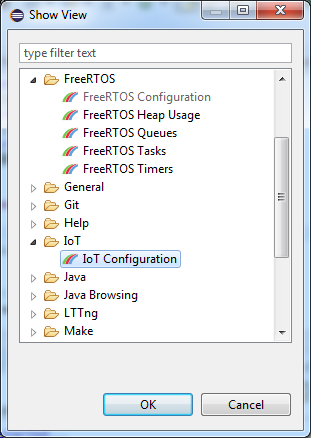 Show View
type filter text
FreeRTOS
FreeRTOS Configuration
FreeRTOS Heap Usage
FreeRTOS Queues
FreeRTOS Tasks
FreeRTOS Timers
General
Git
Help
IoT
IoT Configuration
Java
Java Browsing
LTTng
Make
OK
Cancel